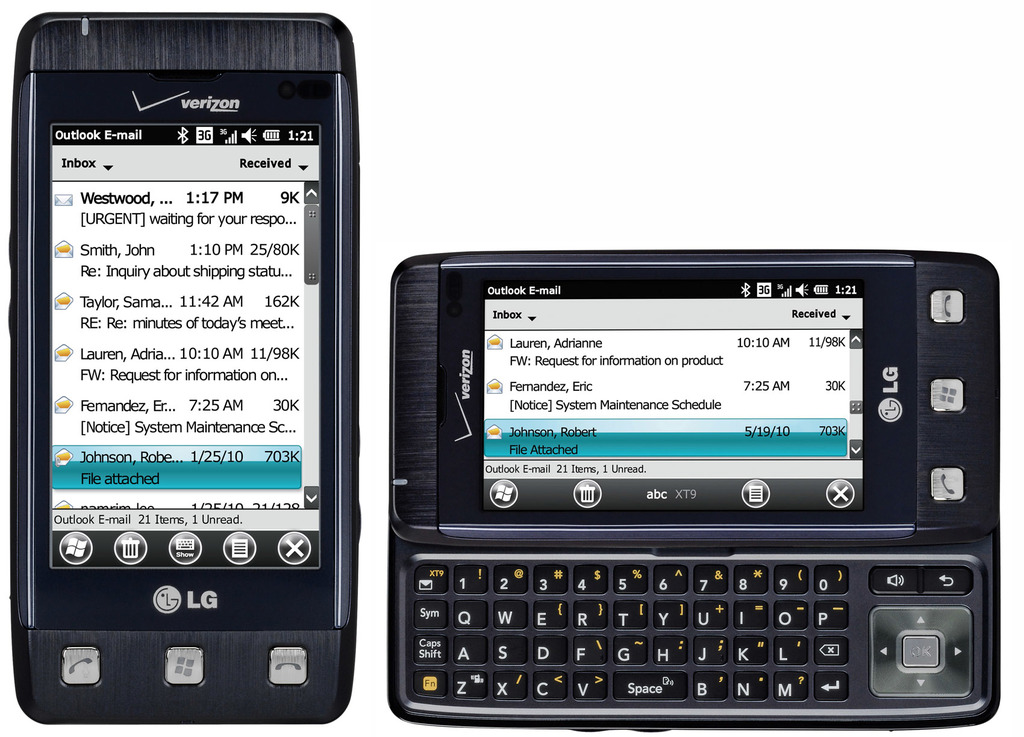 verizon
Outlook E-mail 3G 3G 1:21
Inbox Received
Westwood, ... 1:17 PM 9K
[URGENT] waiting for your respo...
Smith, John 1:10 PM 25/80K
Re: Inquiry about shipping statu...
Taylor, Sama... 11:42 AM 162K
RE: Re: minutes of today's meet...
Lauren, Adria... 10:10 AM 11/98K
FW: Request for information on...
Fernandez, Er... 7:25 AM 30K
[Notice] System Maintenance Sc...
Johnson, Robe... 1/25/10 703K
File attached
Outlook E-mail 21 Items, 1 Unread.
Show
LG
verizon
Outlook E-mail 3G 3G 1:21
Inbox Received
Lauren, Adrianne 10:10 AM 11/98K
FW: Request for information on product
Fernandez, Eric 7:25 AM 30K
[Notice] System Maintenance Schedule
Johnson, Robert 5/19/10 703K
File Attached
Outlook E-mail 21 Items, 1 Unread.
abc XT9
LG
XT9 1 ! 2 @ 3 # 4 $ 5 % 6 ^ 7 & 8 * 9 ( 0 )
Sym Q W E { R } T [ Y ] U + I = O - P _
Caps Shift A S D F \ G ~ H : J ; K " L '
Fn Z X / C < V > Space B , N . M ?
OK